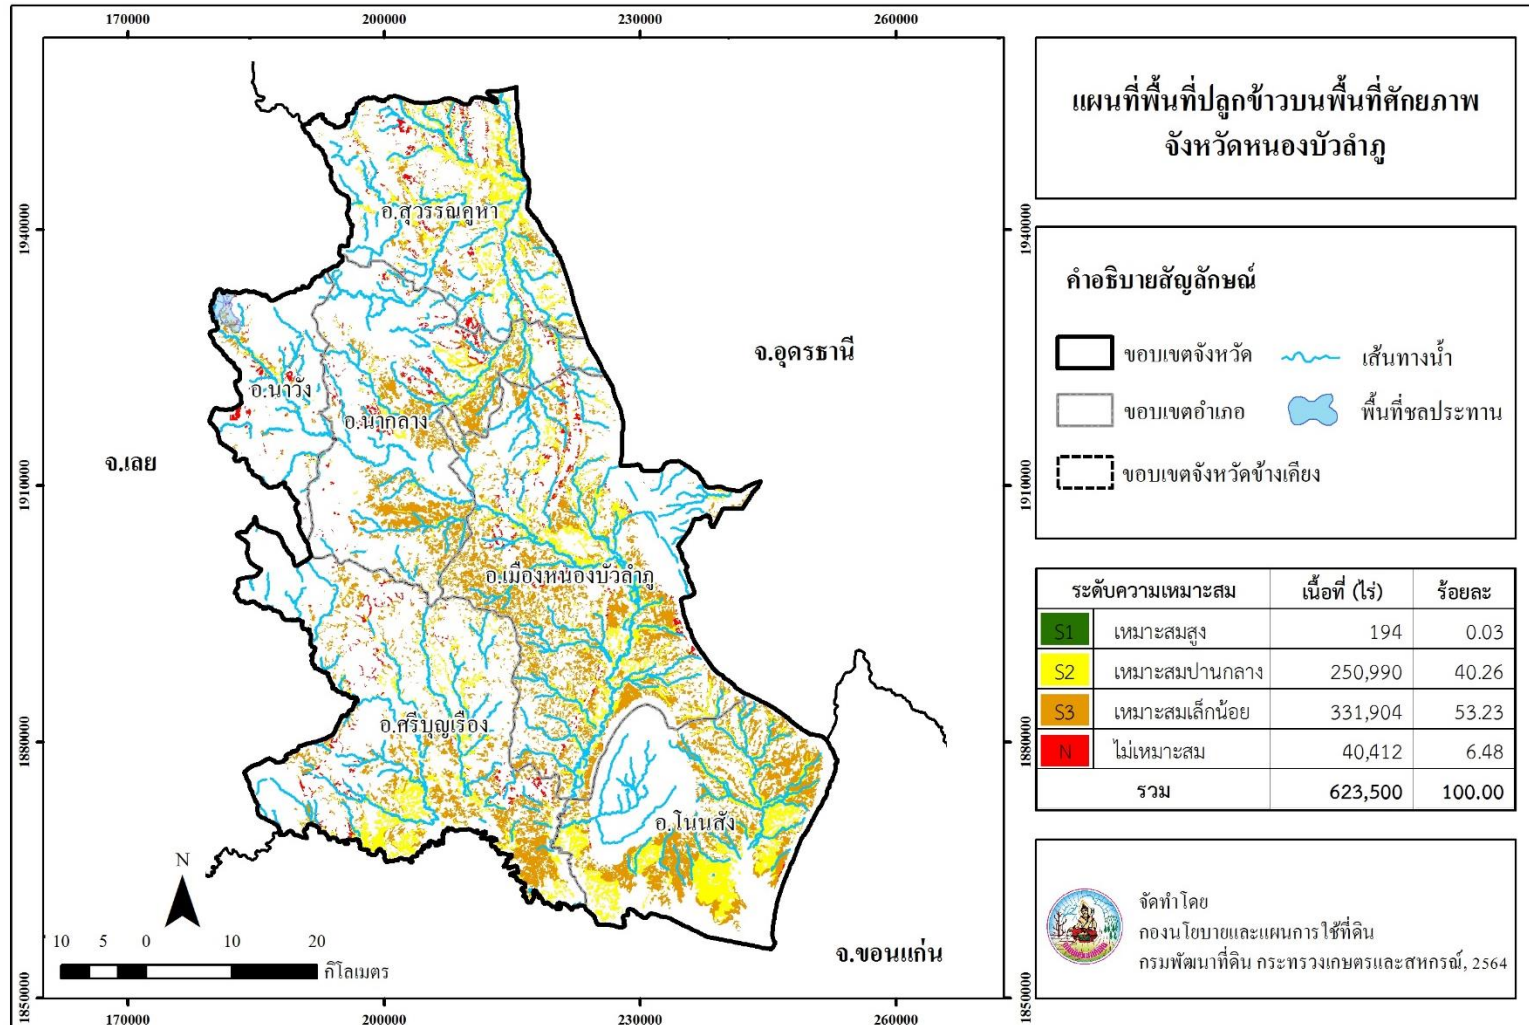 170000
200000
230000
260000
แผนที่พื้นที่ปลูกข้าวบนพื้นที่ศักยภาพ
จังหวัดหนองบัวลำภู
1940000
1910000
1880000
1850000
อ.สุวรรณคูหา
อ.นาวัง
อ.นากลาง
อ.เมืองหนองบัวลำภู
อ.ศรีบุญเรือง
อ.โนนสัง
จ.อุดรธานี
จ.เลย
จ.ขอนแก่น
1940000
1910000
1880000
1850000
N
10 5 0 10 20
กิโลเมตร
170000
200000
230000
260000
คำอธิบายสัญลักษณ์
ขอบเขตจังหวัด
เส้นทางน้ำ
ขอบเขตอำเภอ
พื้นที่ชลประทาน
ขอบเขตจังหวัดข้างเคียง
ระดับความเหมาะสม เนื้อที่ (ไร่) ร้อยละ
S1 เหมาะสมสูง 194 0.03
S2 เหมาะสมปานกลาง 250,990 40.26
S3 เหมาะสมเล็กน้อย 331,904 53.23
N ไม่เหมาะสม 40,412 6.48
รวม 623,500 100.00
จัดทำโดย
กองนโยบายและแผนการใช้ที่ดิน
กรมพัฒนาที่ดิน กระทรวงเกษตรและสหกรณ์, 2564